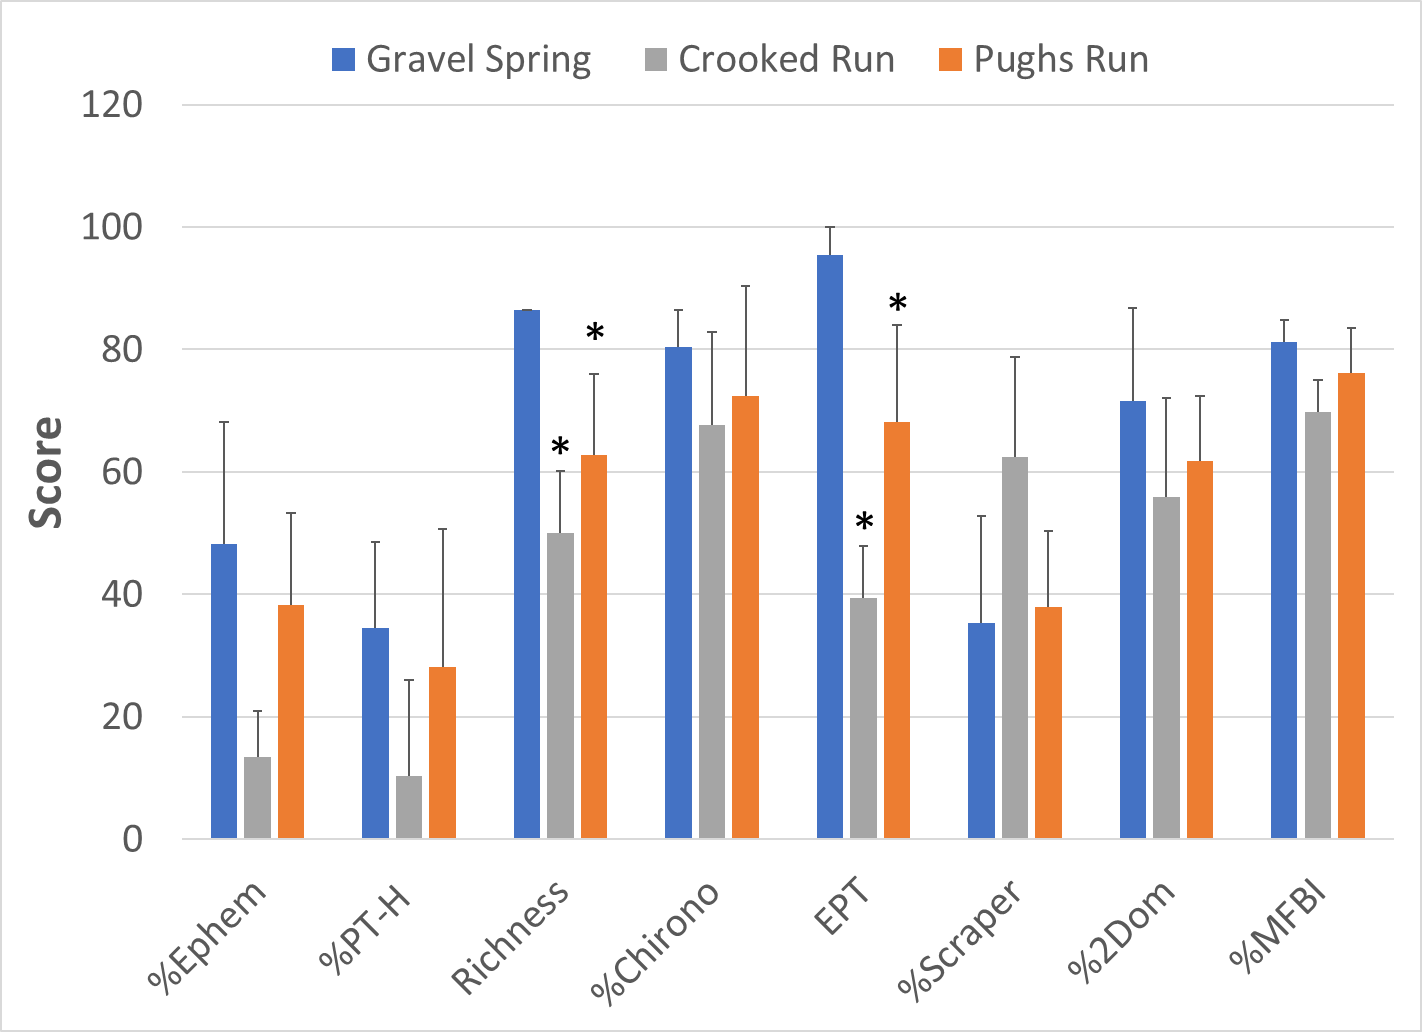 Gravel Spring Crooked Run Pughs Run
120
100
80
60
40
20
0
Score
*
*
*
*
%Ephem
%PT-H
Richness
%Chirono
EPT
%Scraper
%2Dom
%MFBI